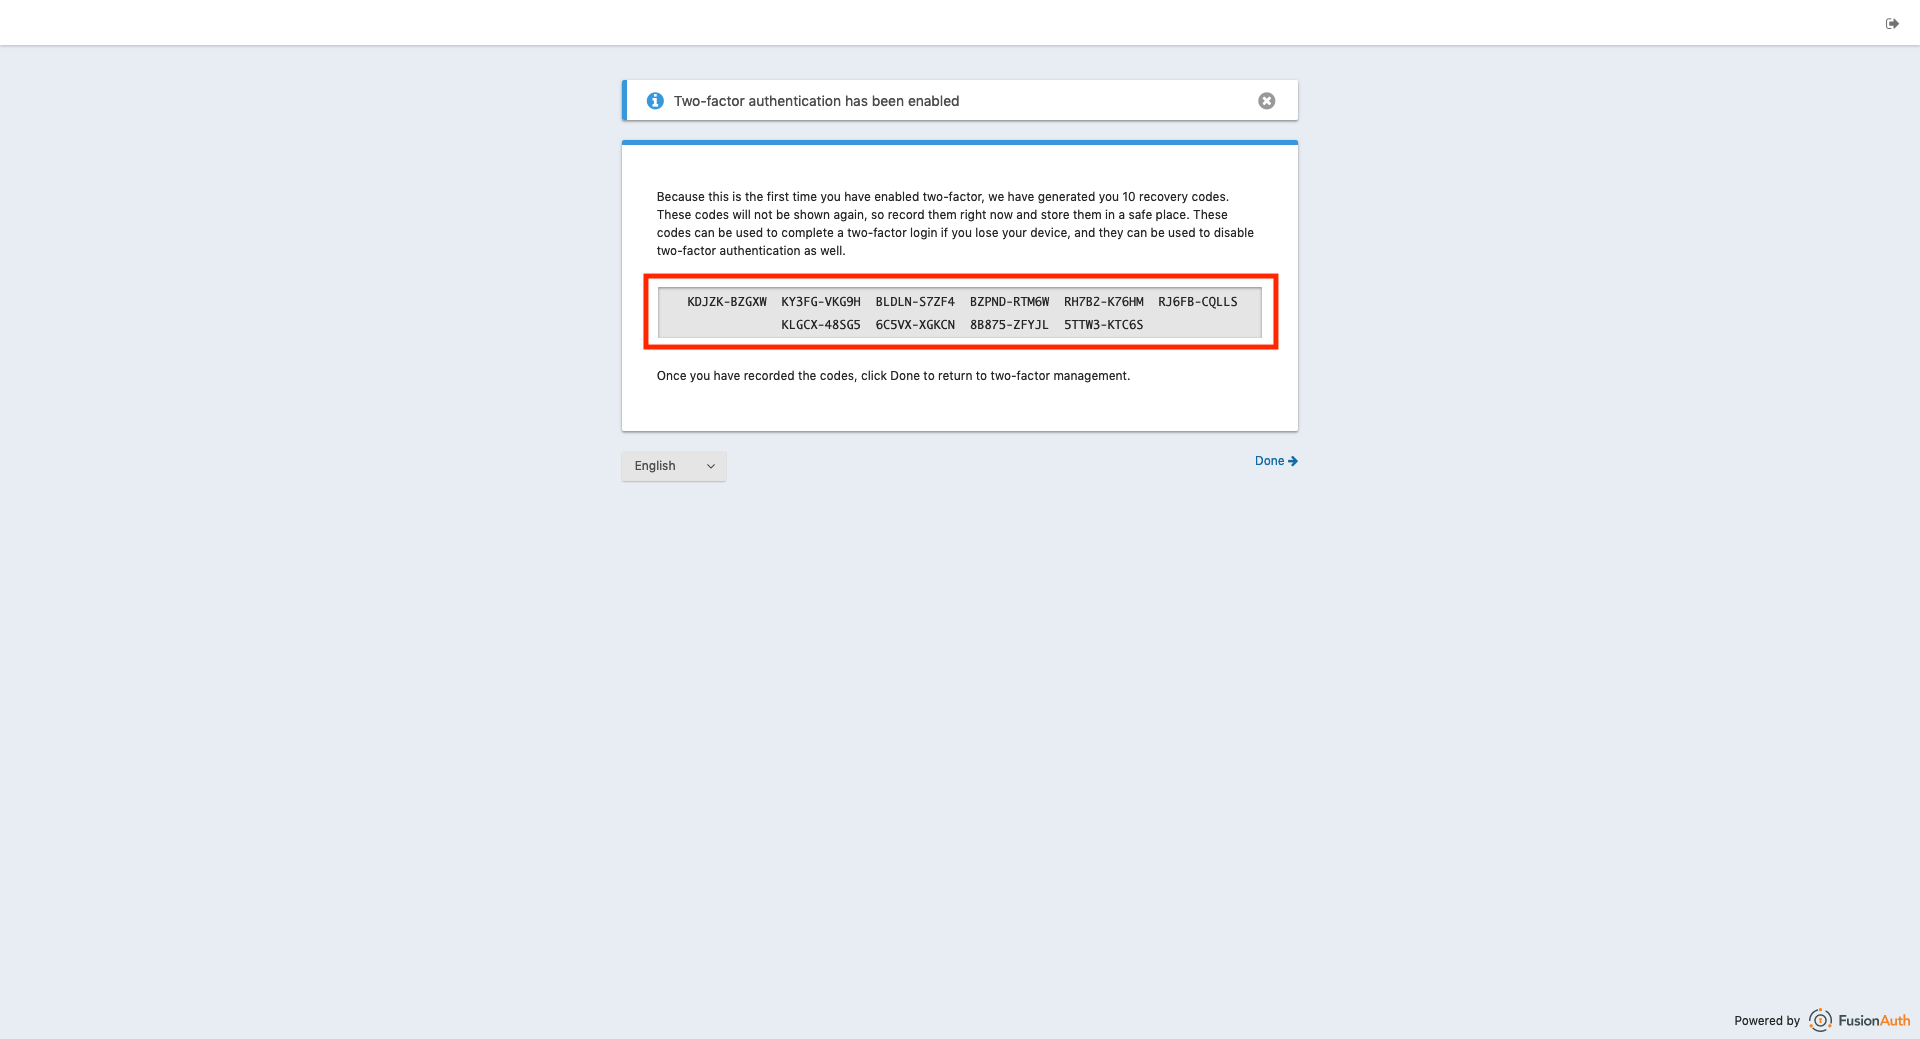 Two-factor authentication has been enabled
Because this is the first time you have enabled two-factor, we have generated you 10 recovery codes.
These codes will not be shown again, so record them right now and store them in a safe place. These
codes can be used to complete a two-factor login if you lose your device, and they can be used to disable
two-factor authentication as well.
KDJZK-BZGXW KY3FG-VKG9H BLDLN-S7ZF4 BZPND-RTM6W RH7B2-K76HM RJ6FB-CQLLS
KLGCX-48SG5 6C5VX-XGKCN 8B875-ZFYJL 5TTW3-KTC6S
Once you have recorded the codes, click Done to return to two-factor management.
English
Done
Powered by FusionAuth